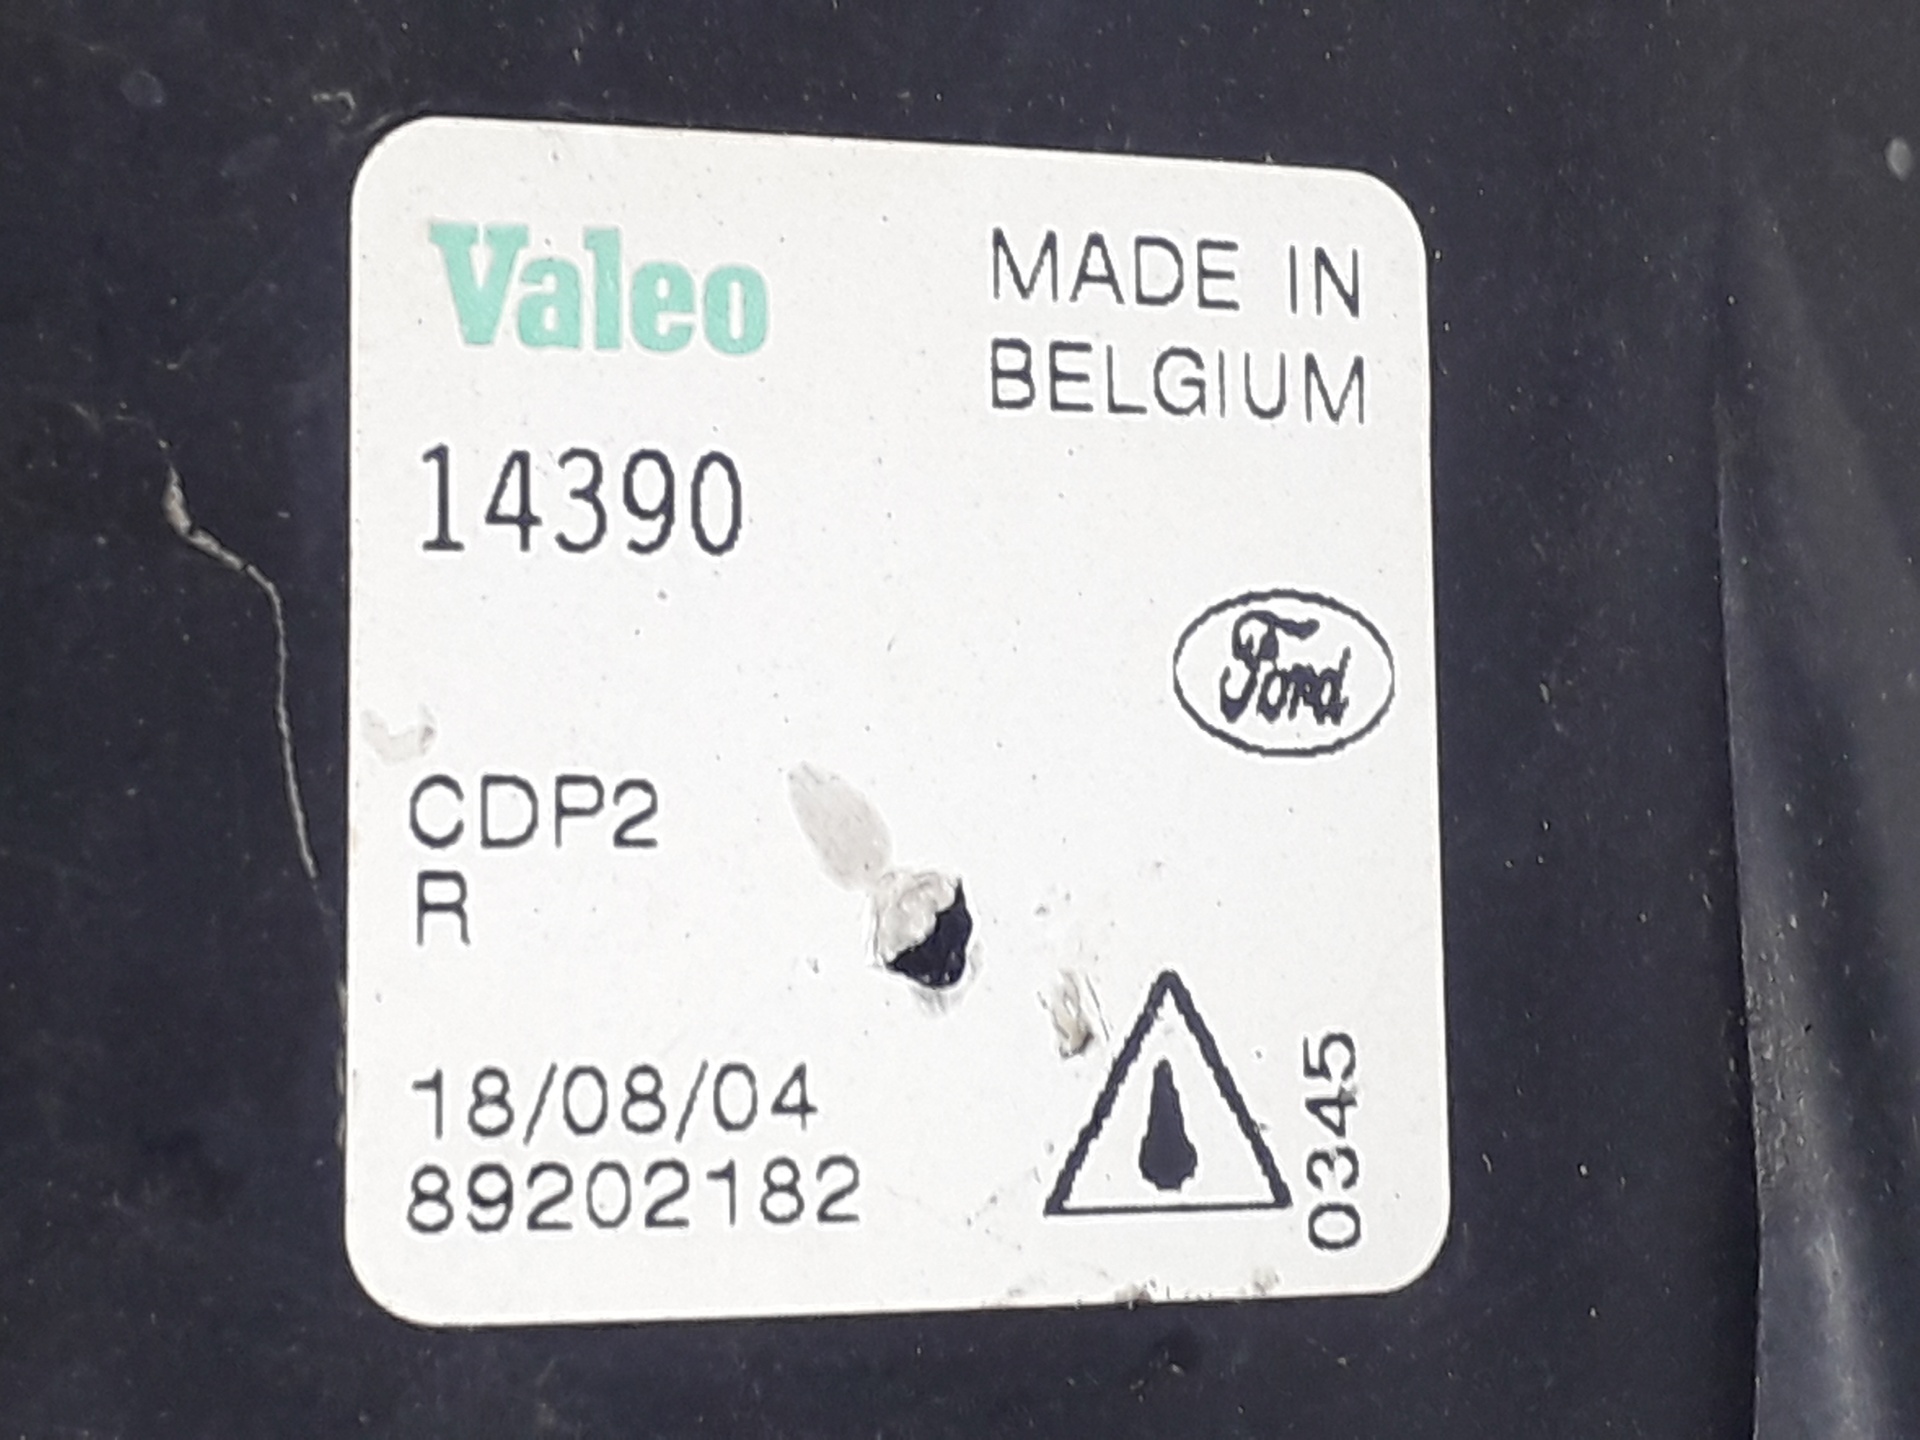 Valeo
MADE IN
BELGIUM
14390
Ford
CDP2
R
18/08/04
89202182
0345